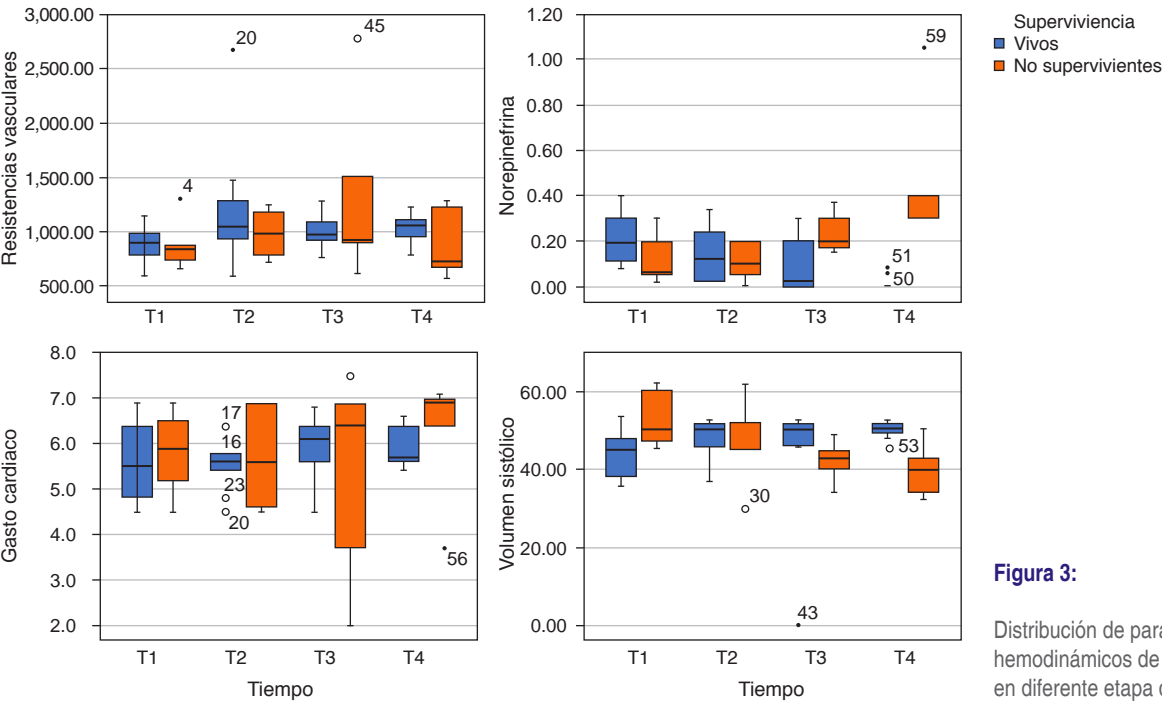 3,000.00
2,500.00
2,000.00
1,500.00
1,000.00
500.00
Resistencias vasculares
4
20
45
T1 T2 T3 T4
1.20
1.00
0.80
0.60
0.40
0.20
0.00
Norepinefrina
59
51
50
T1 T2 T3 T4
Superviviencia
Vivos
No supervivientes
8.0
7.0
6.0
5.0
4.0
3.0
2.0
Gasto cardiaco
17
16
23
20
56
T1 T2 T3 T4
Tiempo
60.00
40.00
20.00
0.00
Volumen sistólico
30
43
53
T1 T2 T3 T4
Tiempo
Figura 3:
Distribución de pará
hemodinámicos de
en diferente etapa